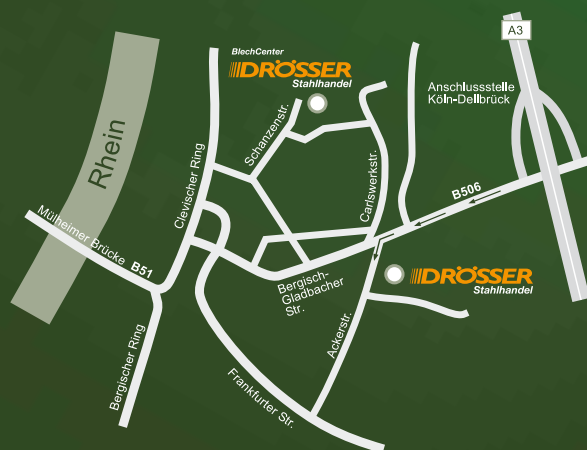 A3
BlechCenter
DRÖSSER
Stahlhandel
Anschlussstelle
Köln-Dellbrück
Schanzenstr.
Rhein
Clevischer Ring
Carlswerkstr.
B506
Mülheimer Brücke
B51
Bergisch-
Gladbacher
Str.
DRÖSSER
Stahlhandel
Ackerstr.
Bergischer Ring
Frankfurter Str.